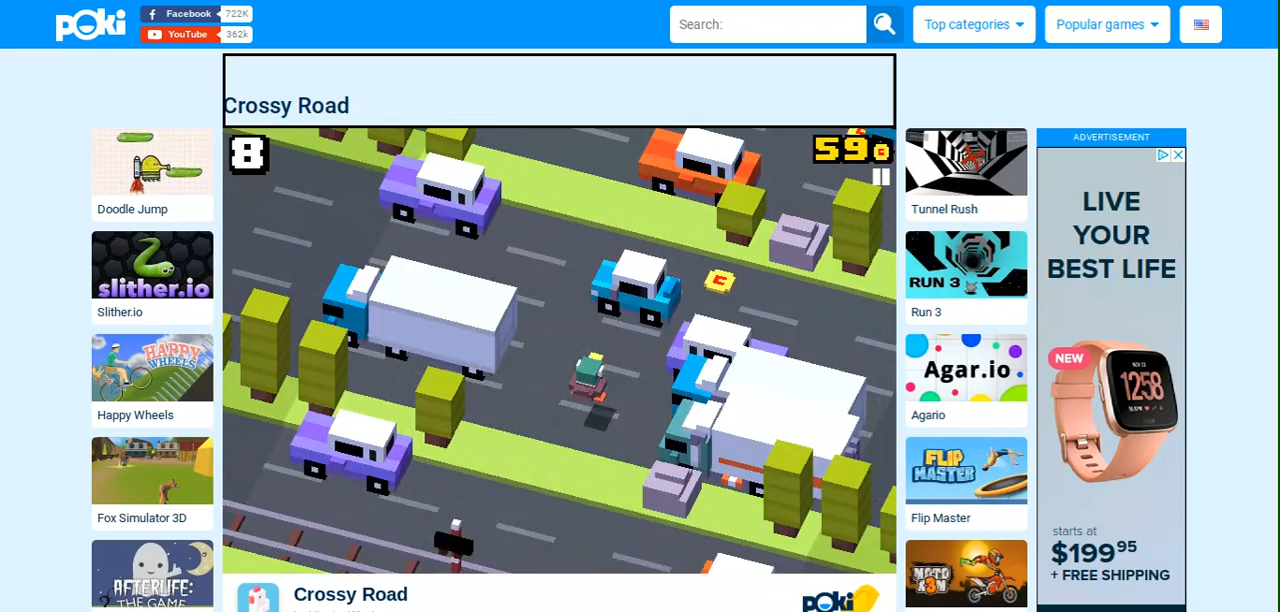 POKI
Facebook 722K
YouTube 362k
Search:
Top categories
Popular games
Crossy Road
8
59 c
c
Doodle Jump
slither.io
Slither.io
HAPPY WHEELS
Happy Wheels
Fox Simulator 3D
AFTERLIFE:
THE GAME
Tunnel Rush
RUN 3
Run 3
Agar.io
Agario
FLIP
MASTER
Flip Master
MOTO
X3M
ADVERTISEMENT
LIVE
YOUR
BEST LIFE
NEW
1258
starts at
$199 95
+ FREE SHIPPING
Crossy Road
POKI